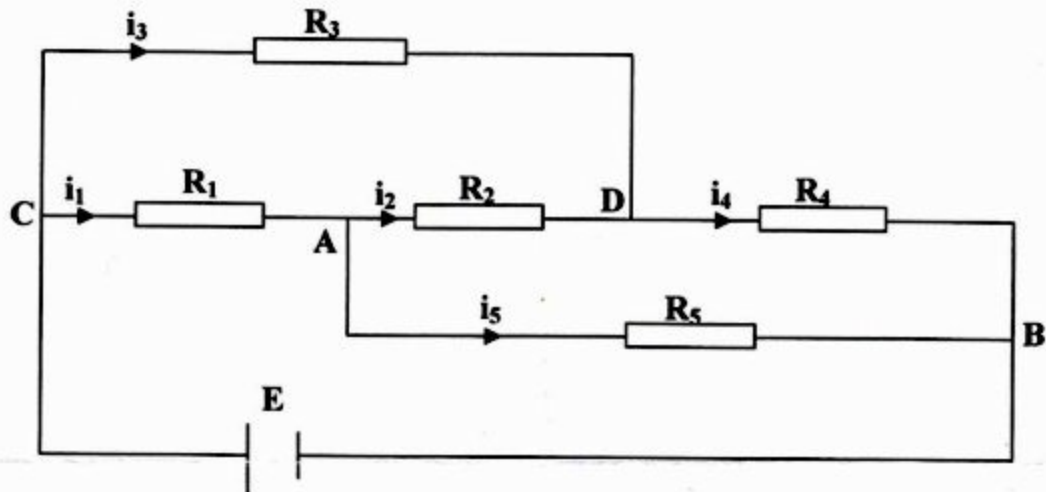 i₃ R₃
C i₁ R₁ A i₂ R₂ D i₄ R₄
i₅ R₅ B
E